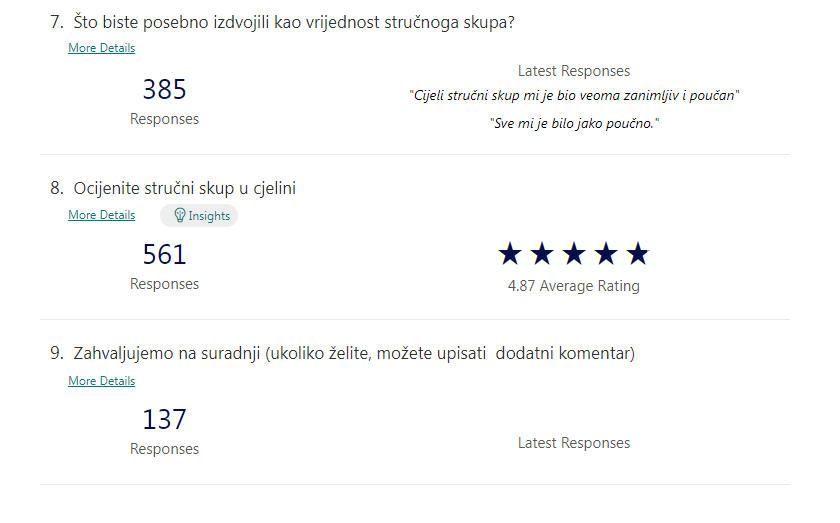 7. Što biste posebno izdvojili kao vrijednost stručnoga skupa?
More Details
385
Responses
Latest Responses
"Cijeli stručni skup mi je bio veoma zanimljiv i poučan"
"Sve mi je bilo jako poučno."
8. Ocijenite stručni skup u cjelini
More Details
Insights
561
Responses
4.87 Average Rating
9. Zahvaljujemo na suradnji (ukoliko želite, možete upisati dodatni komentar)
More Details
137
Responses
Latest Responses